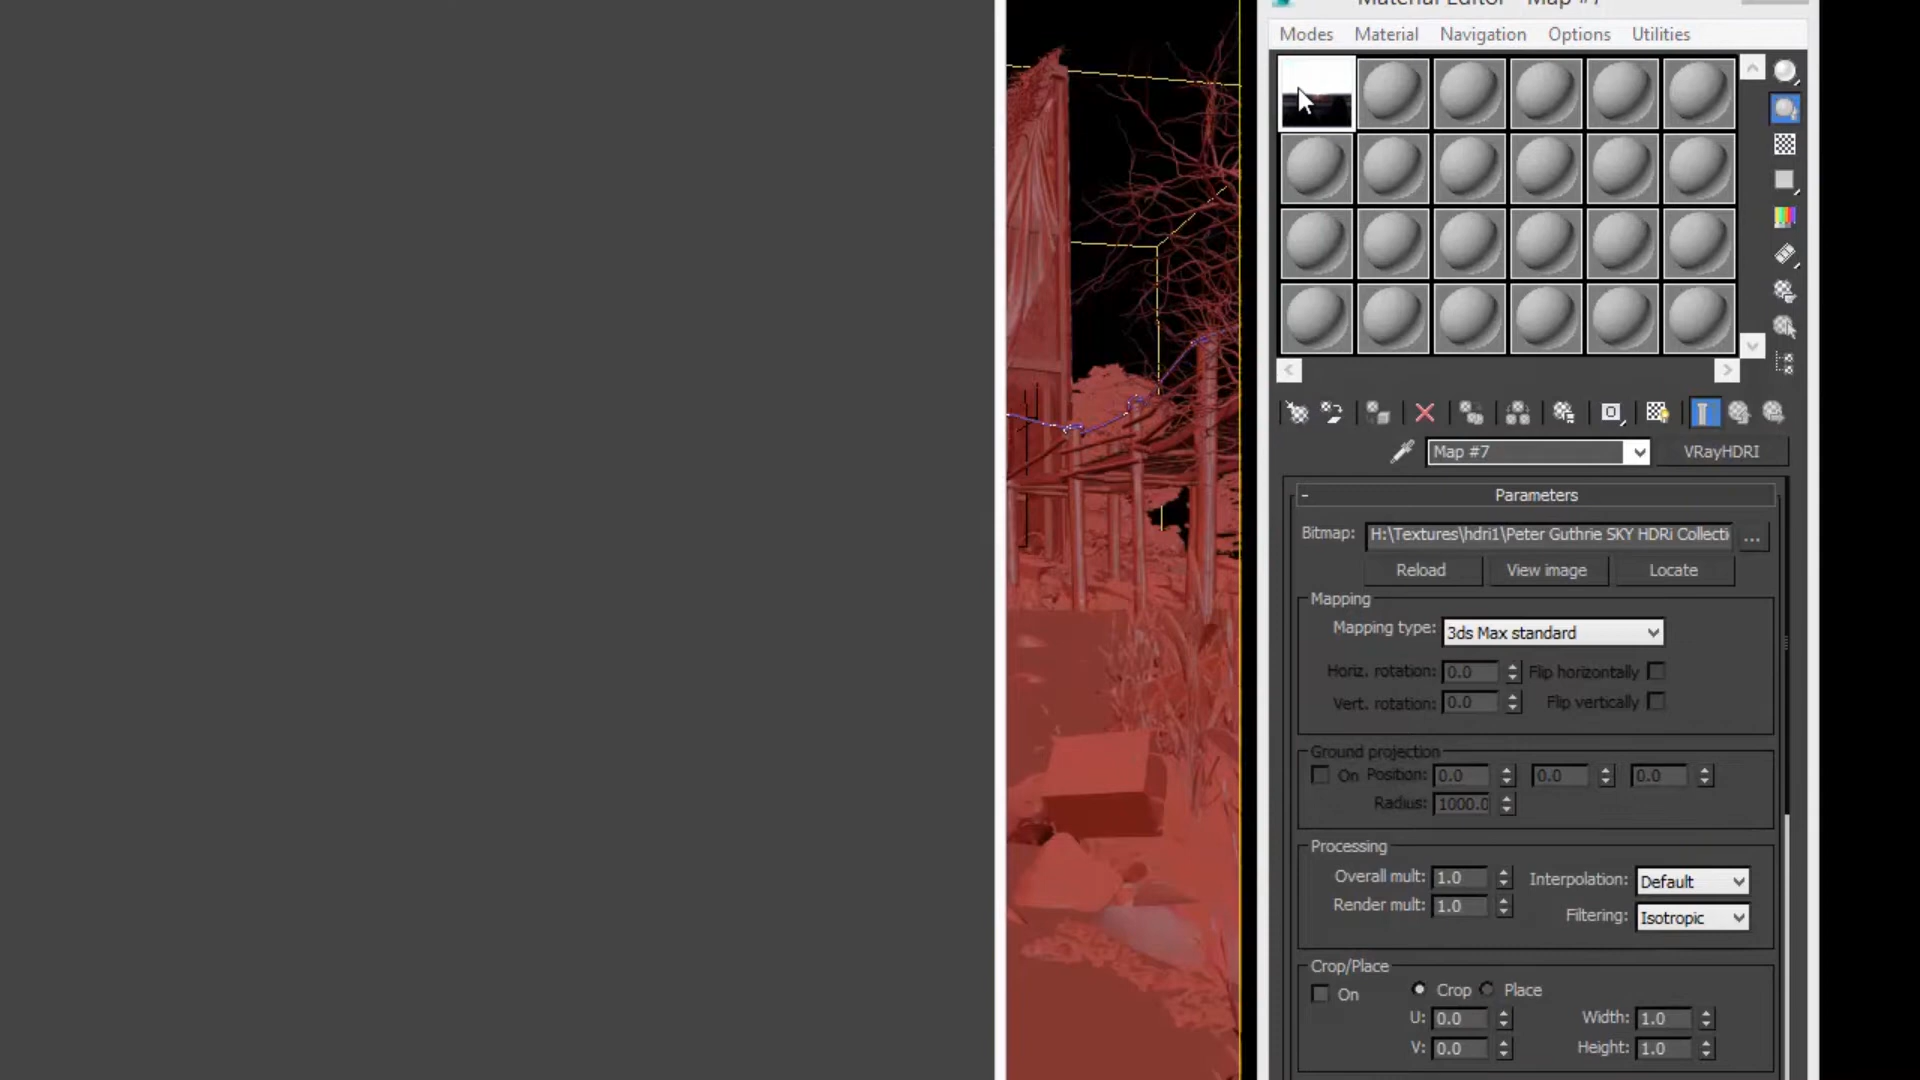 Material Editor - Map #7
Modes Material Navigation Options Utilities
Map #7 VRayHDRI
- Parameters
Bitmap: H:\Textures\hdri1\Peter Guthrie SKY HDRi Collecti ...
Reload View image Locate
Mapping
Mapping type: 3ds Max standard
Horiz. rotation: 0.0 Flip horizontally
Vert. rotation: 0.0 Flip vertically
Ground projection
On Position: 0.0 0.0 0.0
Radius: 1000.0
Processing
Overall mult: 1.0 Interpolation: Default
Render mult: 1.0 Filtering: Isotropic
Crop/Place
On Crop Place
U: 0.0 Width: 1.0
V: 0.0 Height: 1.0